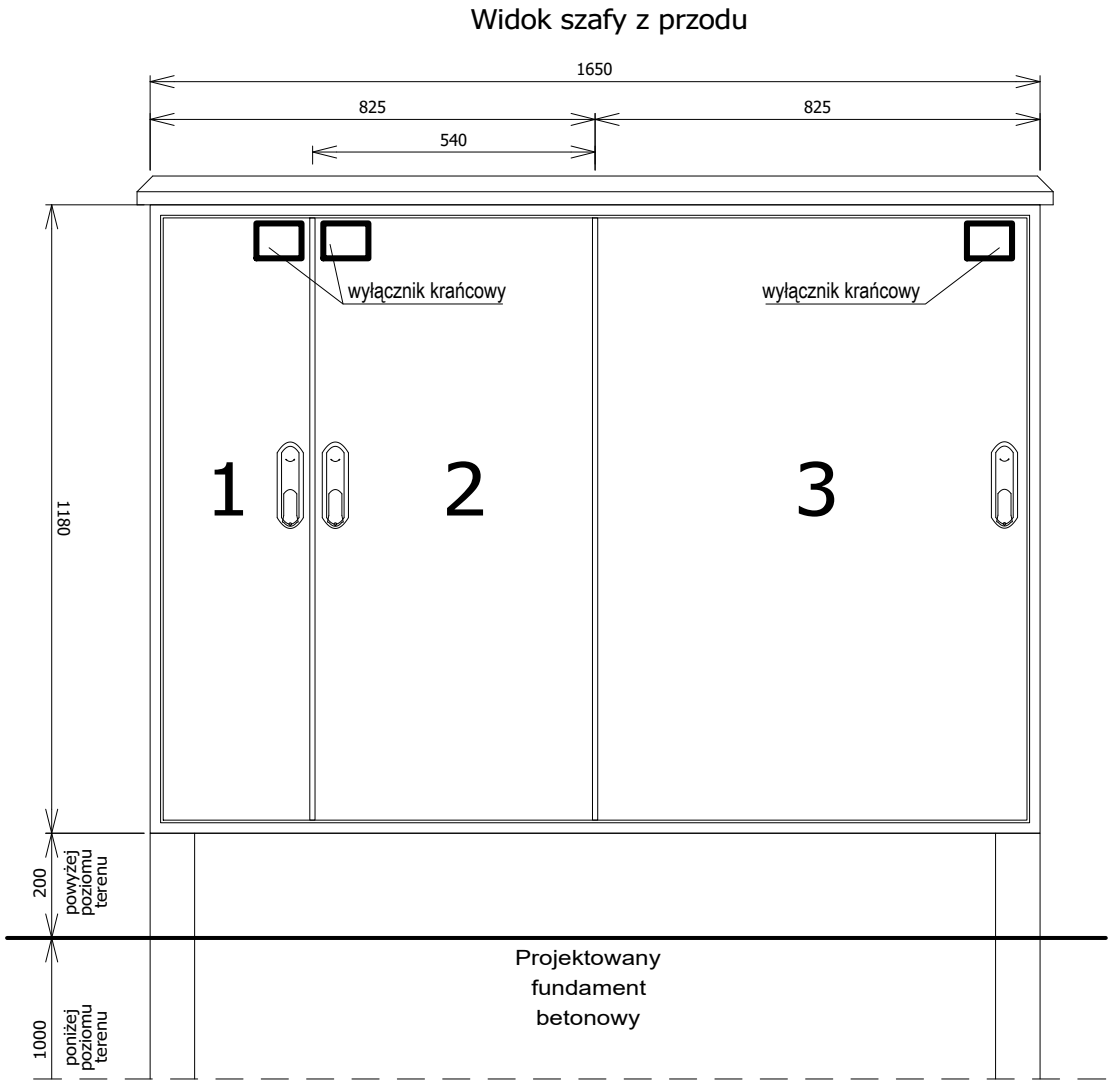 Widok szafy z przodu
1650
825
825
540
wyłącznik krańcowy
wyłącznik krańcowy
1
2
3
1180
200
powyżej
poziomu
terenu
Projektowany
fundament
betonowy
1000
poniżej
poziomu
terenu